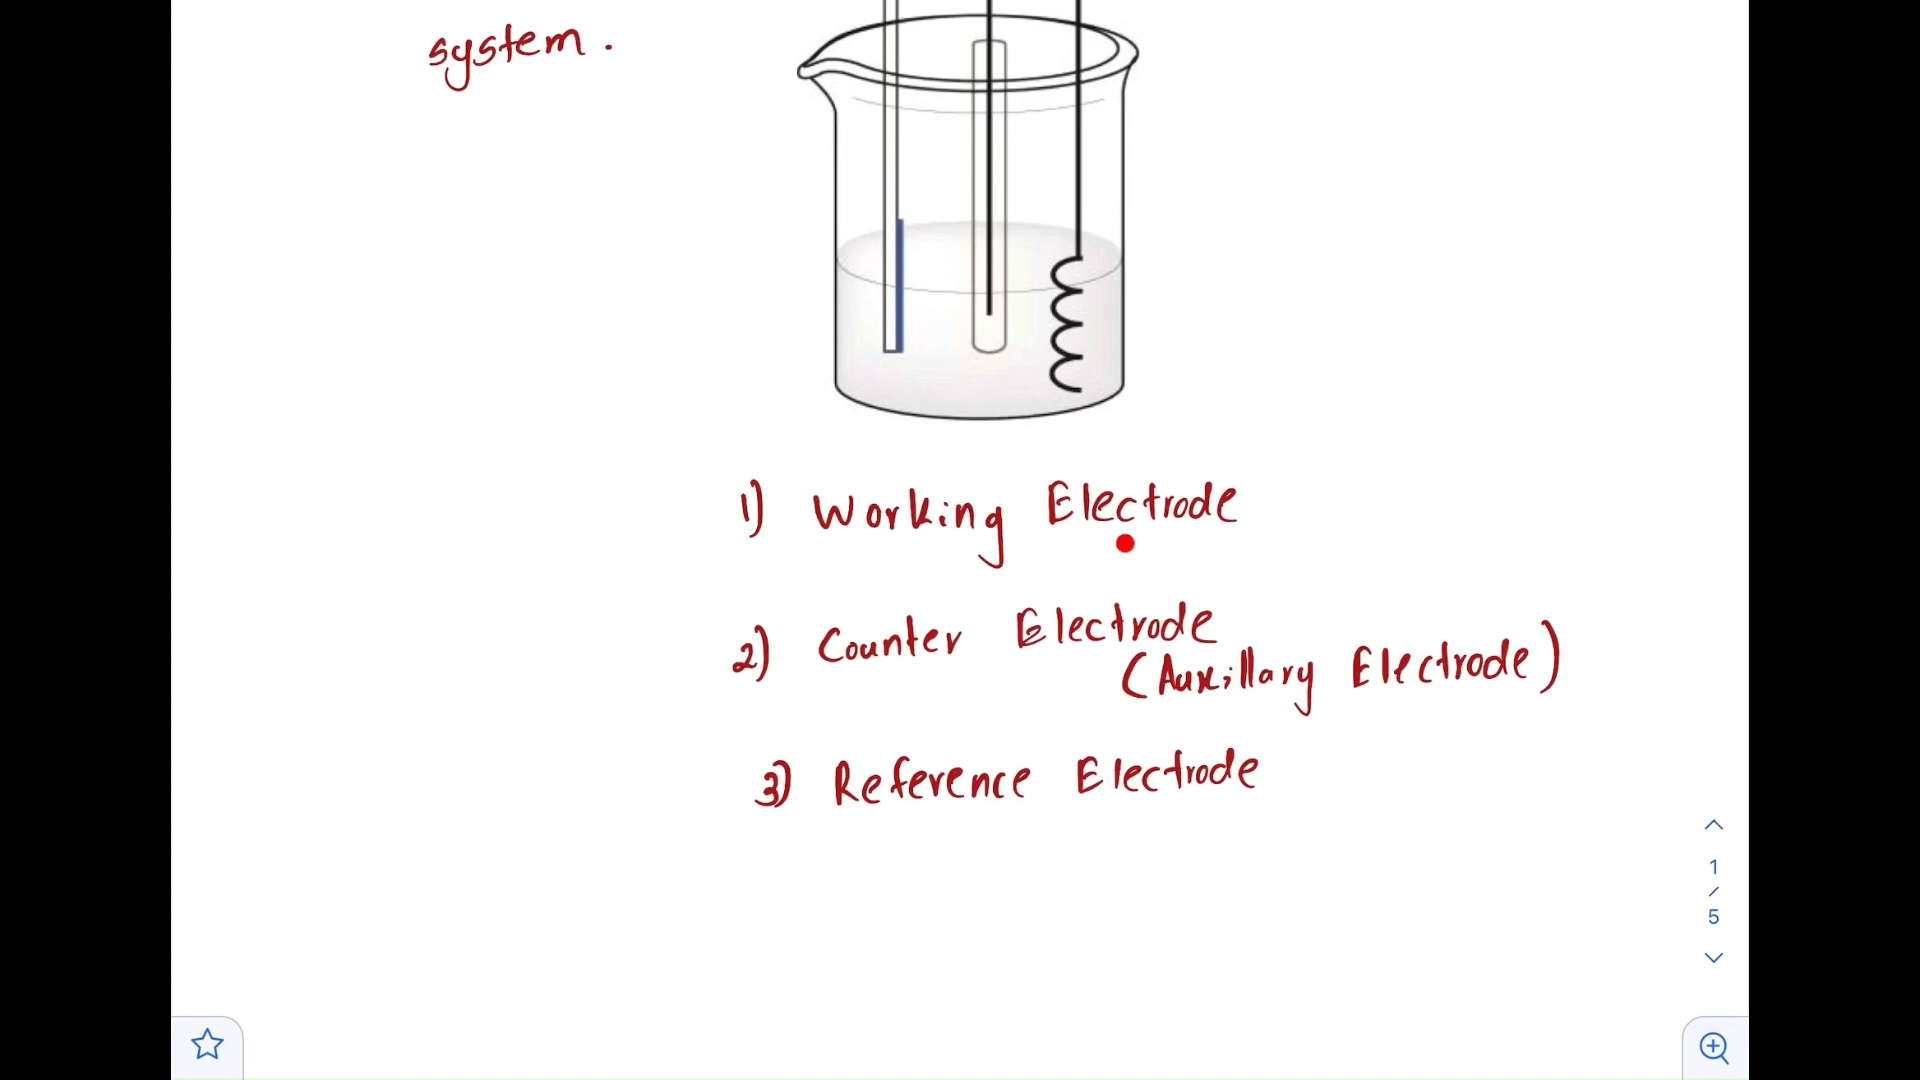 system.
1) Working Electrode
2) Counter Electrode
(Auxillary Electrode)
3) Reference Electrode
1
/
5